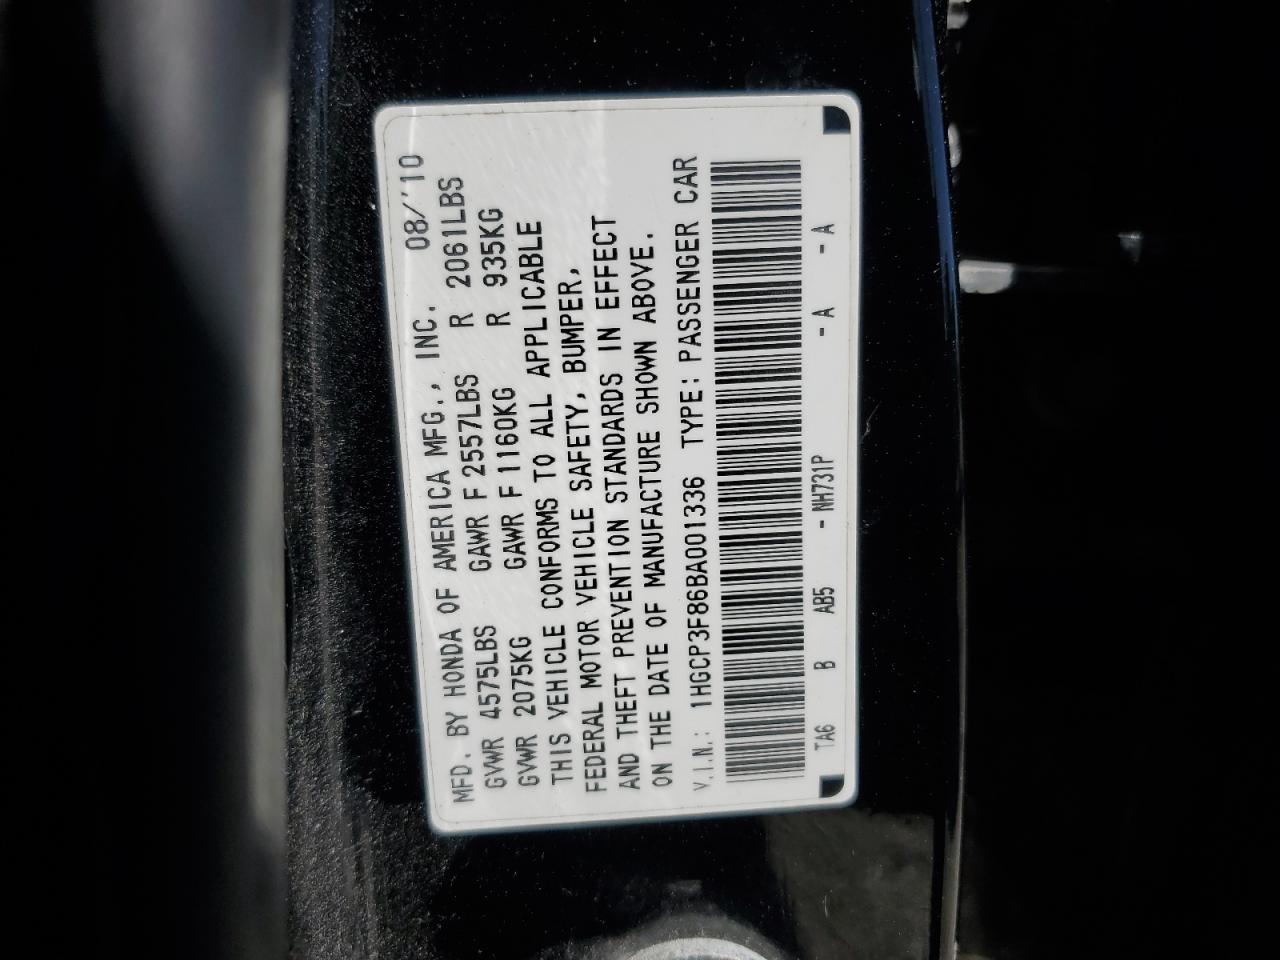 MFD. BY HONDA OF AMERICA MFG., INC. 08/'10
GVWR 4575LBS GAWR F 2557LBS R 2061LBS
GVWR 2075KG GAWR F 1160KG R 935KG
THIS VEHICLE CONFORMS TO ALL APPLICABLE
FEDERAL MOTOR VEHICLE SAFETY, BUMPER,
AND THEFT PREVENTION STANDARDS IN EFFECT
ON THE DATE OF MANUFACTURE SHOWN ABOVE.
V.I.N.: 1HGCP3F86BA001336 TYPE: PASSENGER CAR
TA6 B AB5 - NH731P - A - A